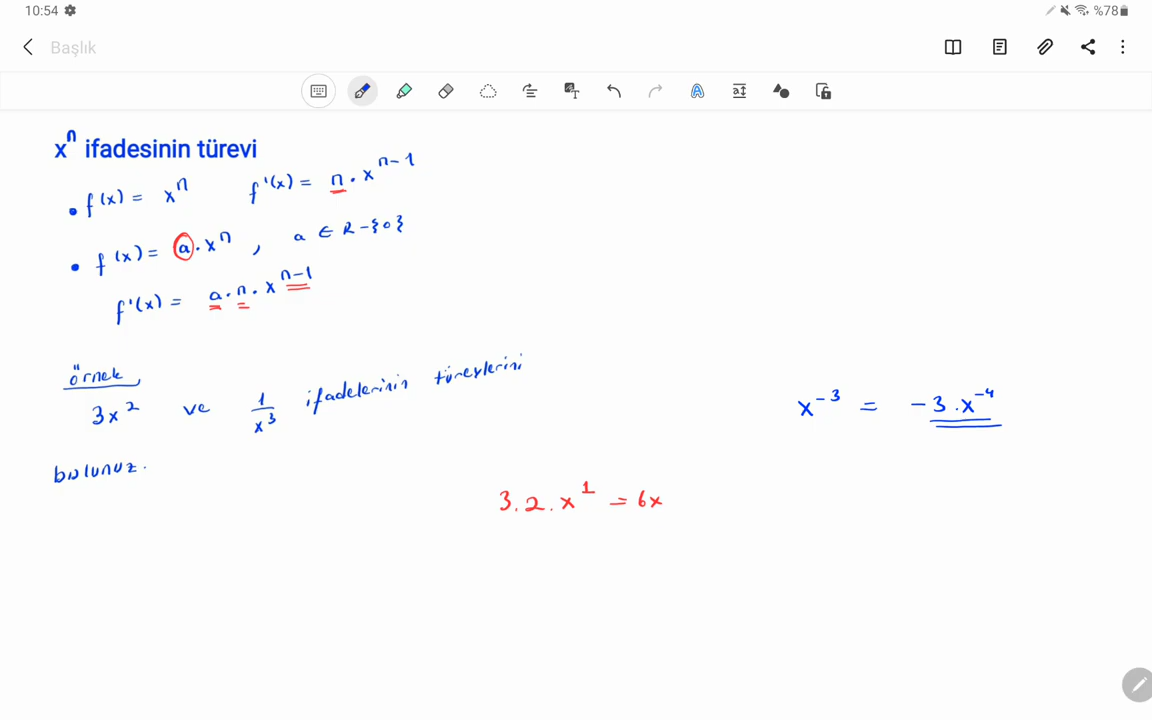 10:54
%78
Başlık
xⁿ ifadesinin türevi
• f(x) = xⁿ f'(x) = n · xⁿ⁻¹
• f(x) = a · xⁿ , a ∈ R - {0}
f'(x) = a · n · xⁿ⁻¹
örnek
3x² ve 1/x³ ifadelerinin türevlerini
bulunuz.
x⁻³ = -3 . x⁻⁴
3 . 2 . x¹ = 6x